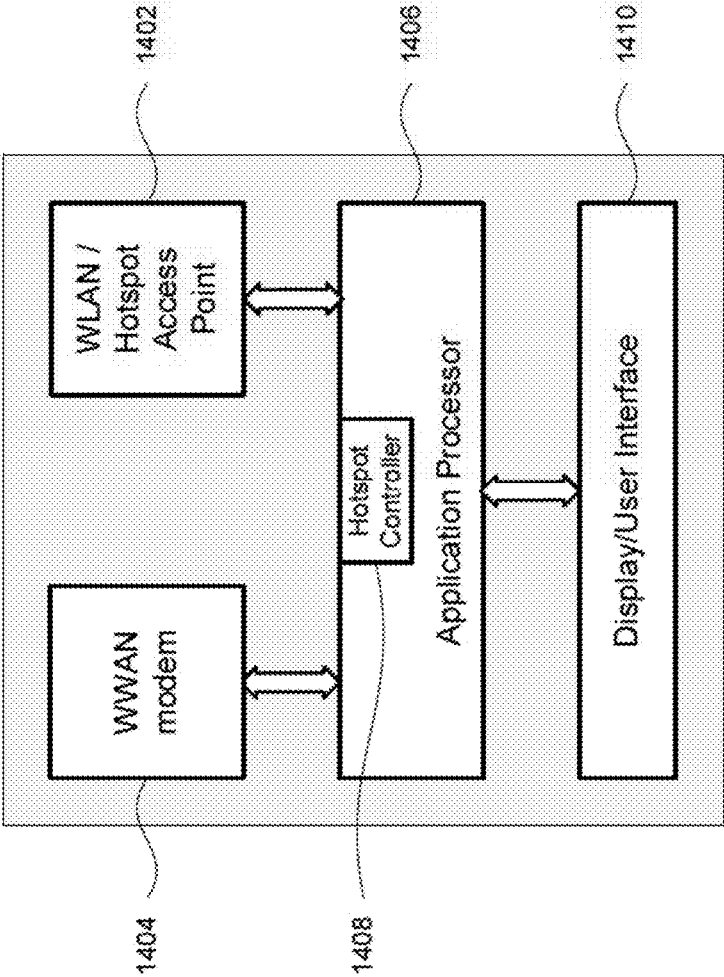 1404
1402
WWAN
modem
WLAN /
Hotspot
Access
Point
1408
Hotspot
Controller
Application Processor
1406
Display/User Interface
1410